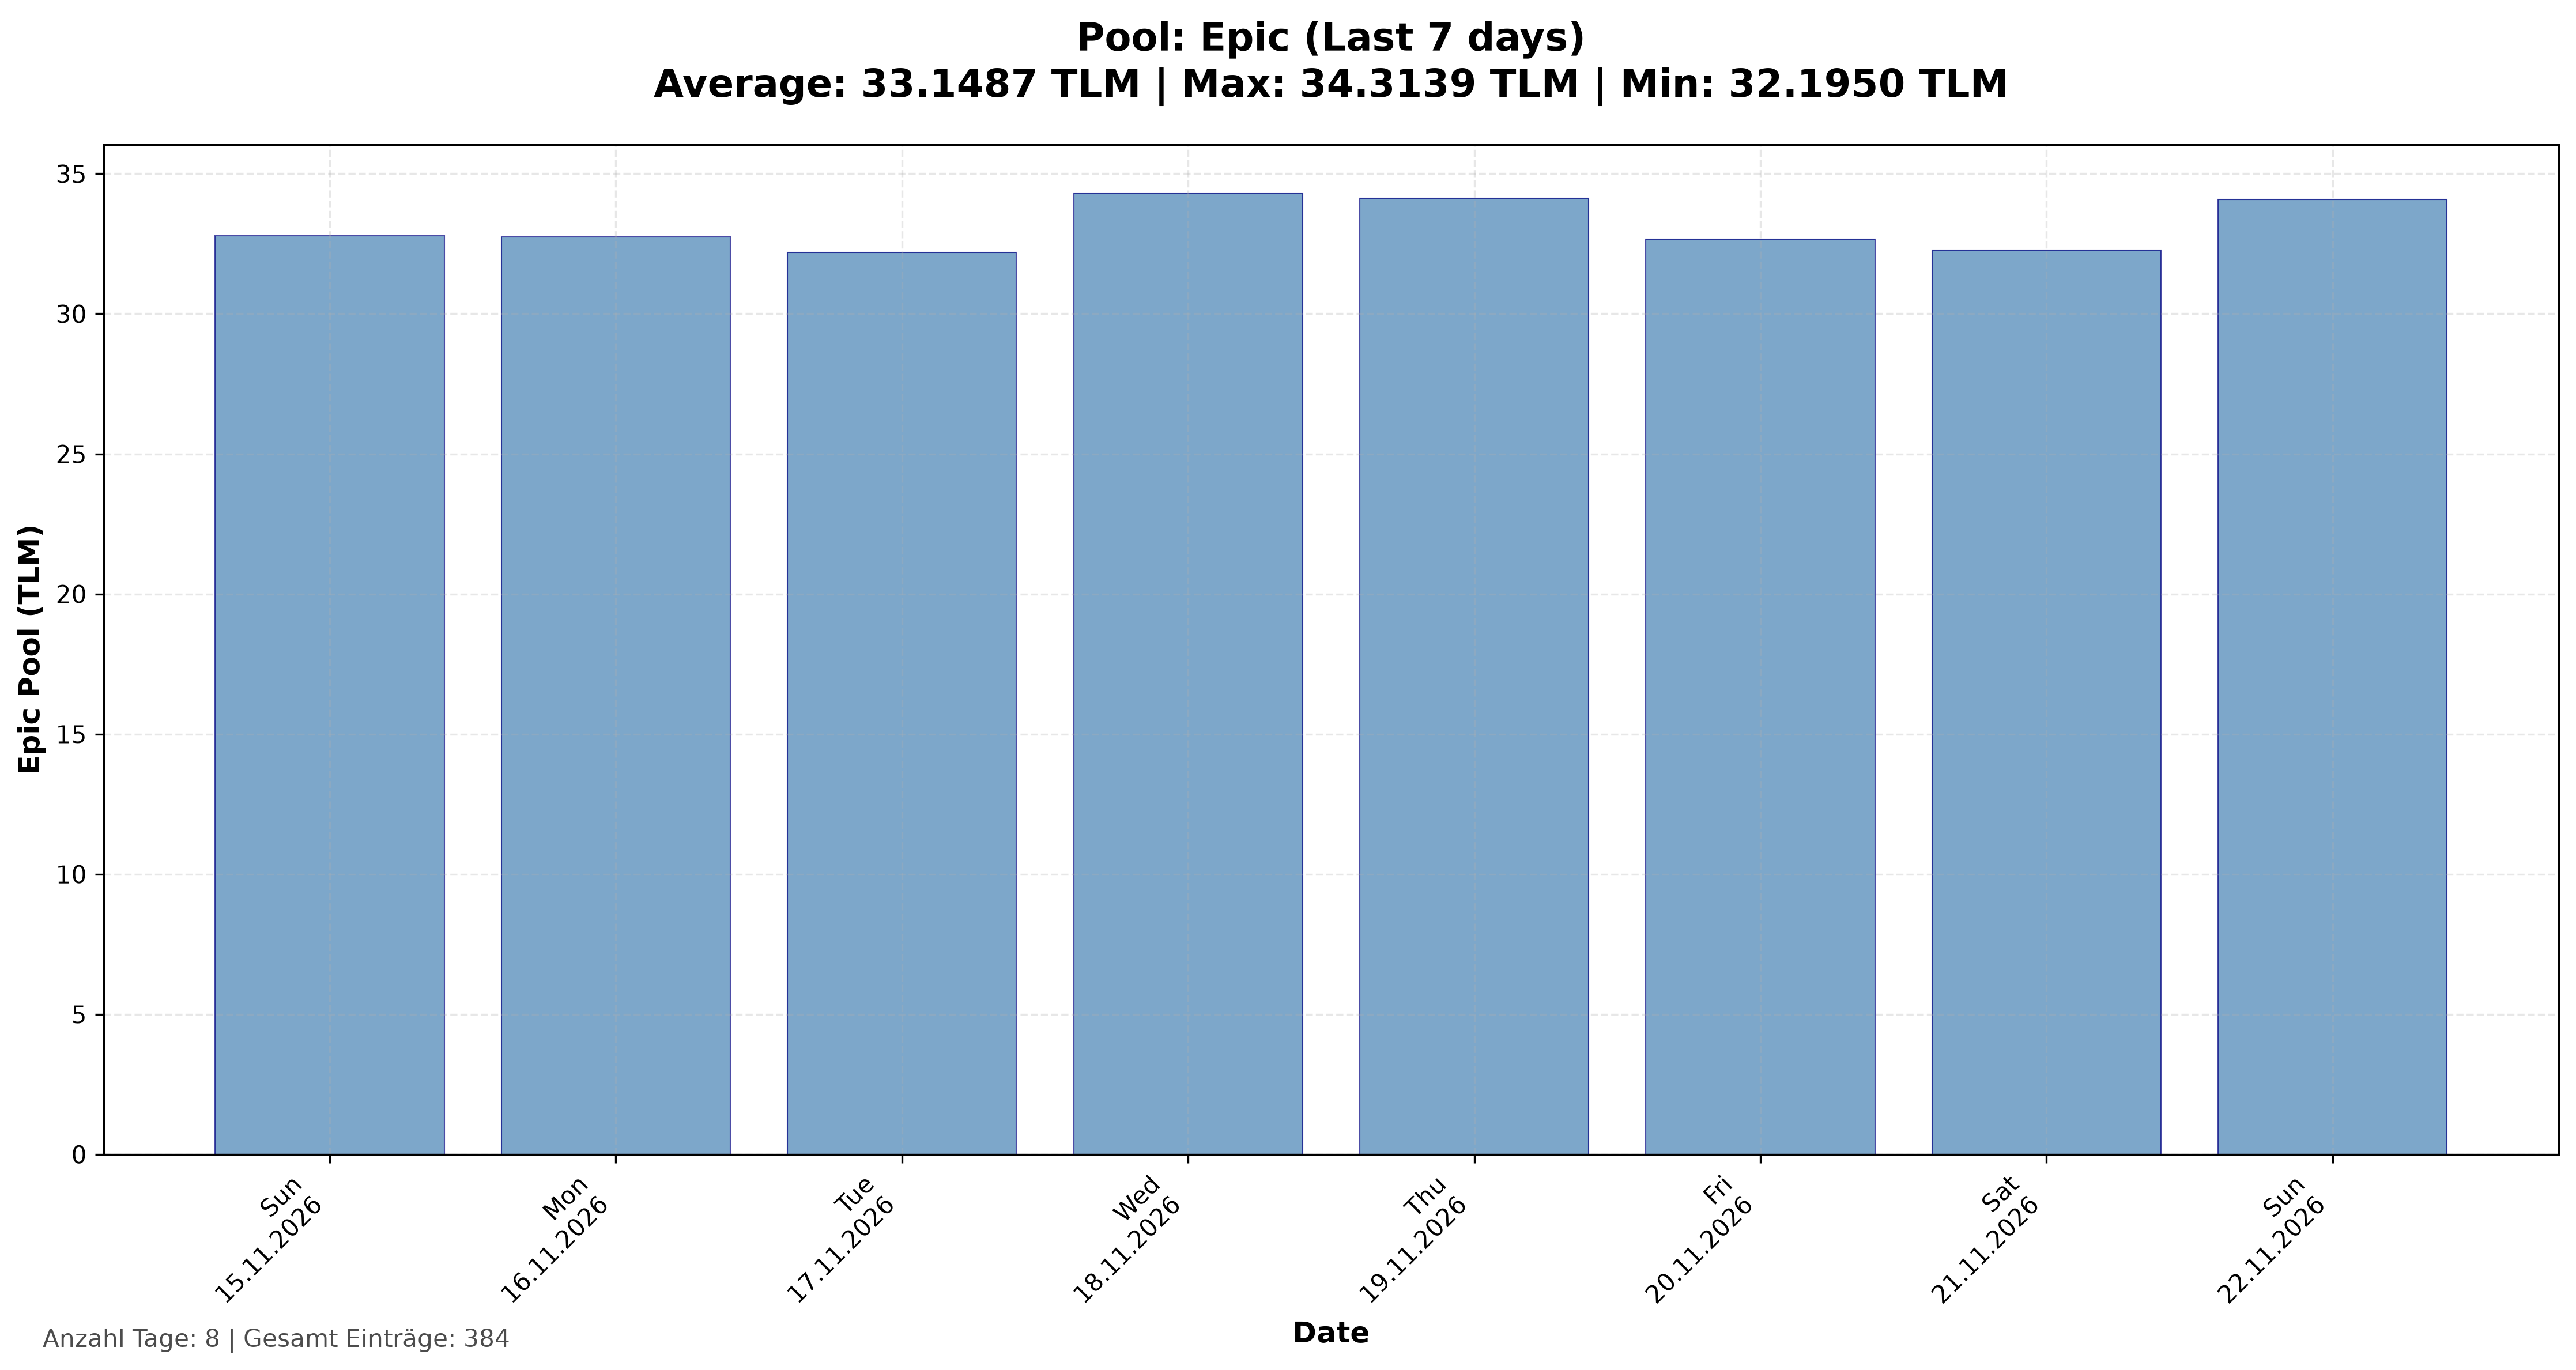 Pool: Epic (Last 7 days)
Average: 33.1487 TLM | Max: 34.3139 TLM | Min: 32.1950 TLM
Epic Pool (TLM)
35
30
25
20
15
10
5
0
Sun
15.11.2026
Mon
16.11.2026
Tue
17.11.2026
Wed
18.11.2026
Thu
19.11.2026
Fri
20.11.2026
Sat
21.11.2026
Sun
22.11.2026
Date
Anzahl Tage: 8 | Gesamt Einträge: 384